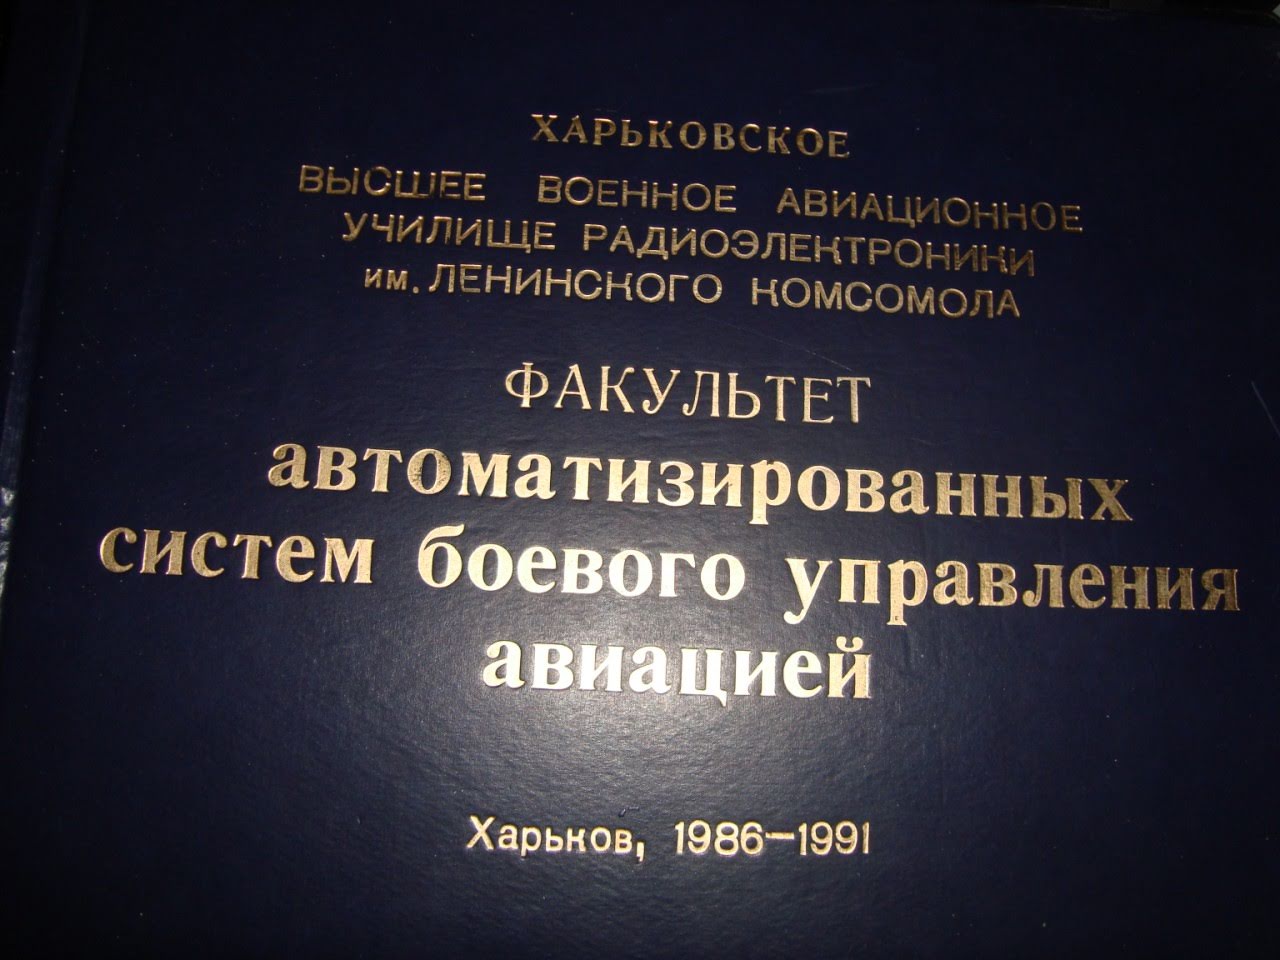 ХАРЬКОВСКОЕ
ВЫСШЕЕ ВОЕННОЕ АВИАЦИОННОЕ
УЧИЛИЩЕ РАДИОЭЛЕКТРОНИКИ
им. ЛЕНИНСКОГО КОМСОМОЛА
ФАКУЛЬТЕТ
автоматизированных
систем боевого управления
авиацией
Харьков, 1986—1991